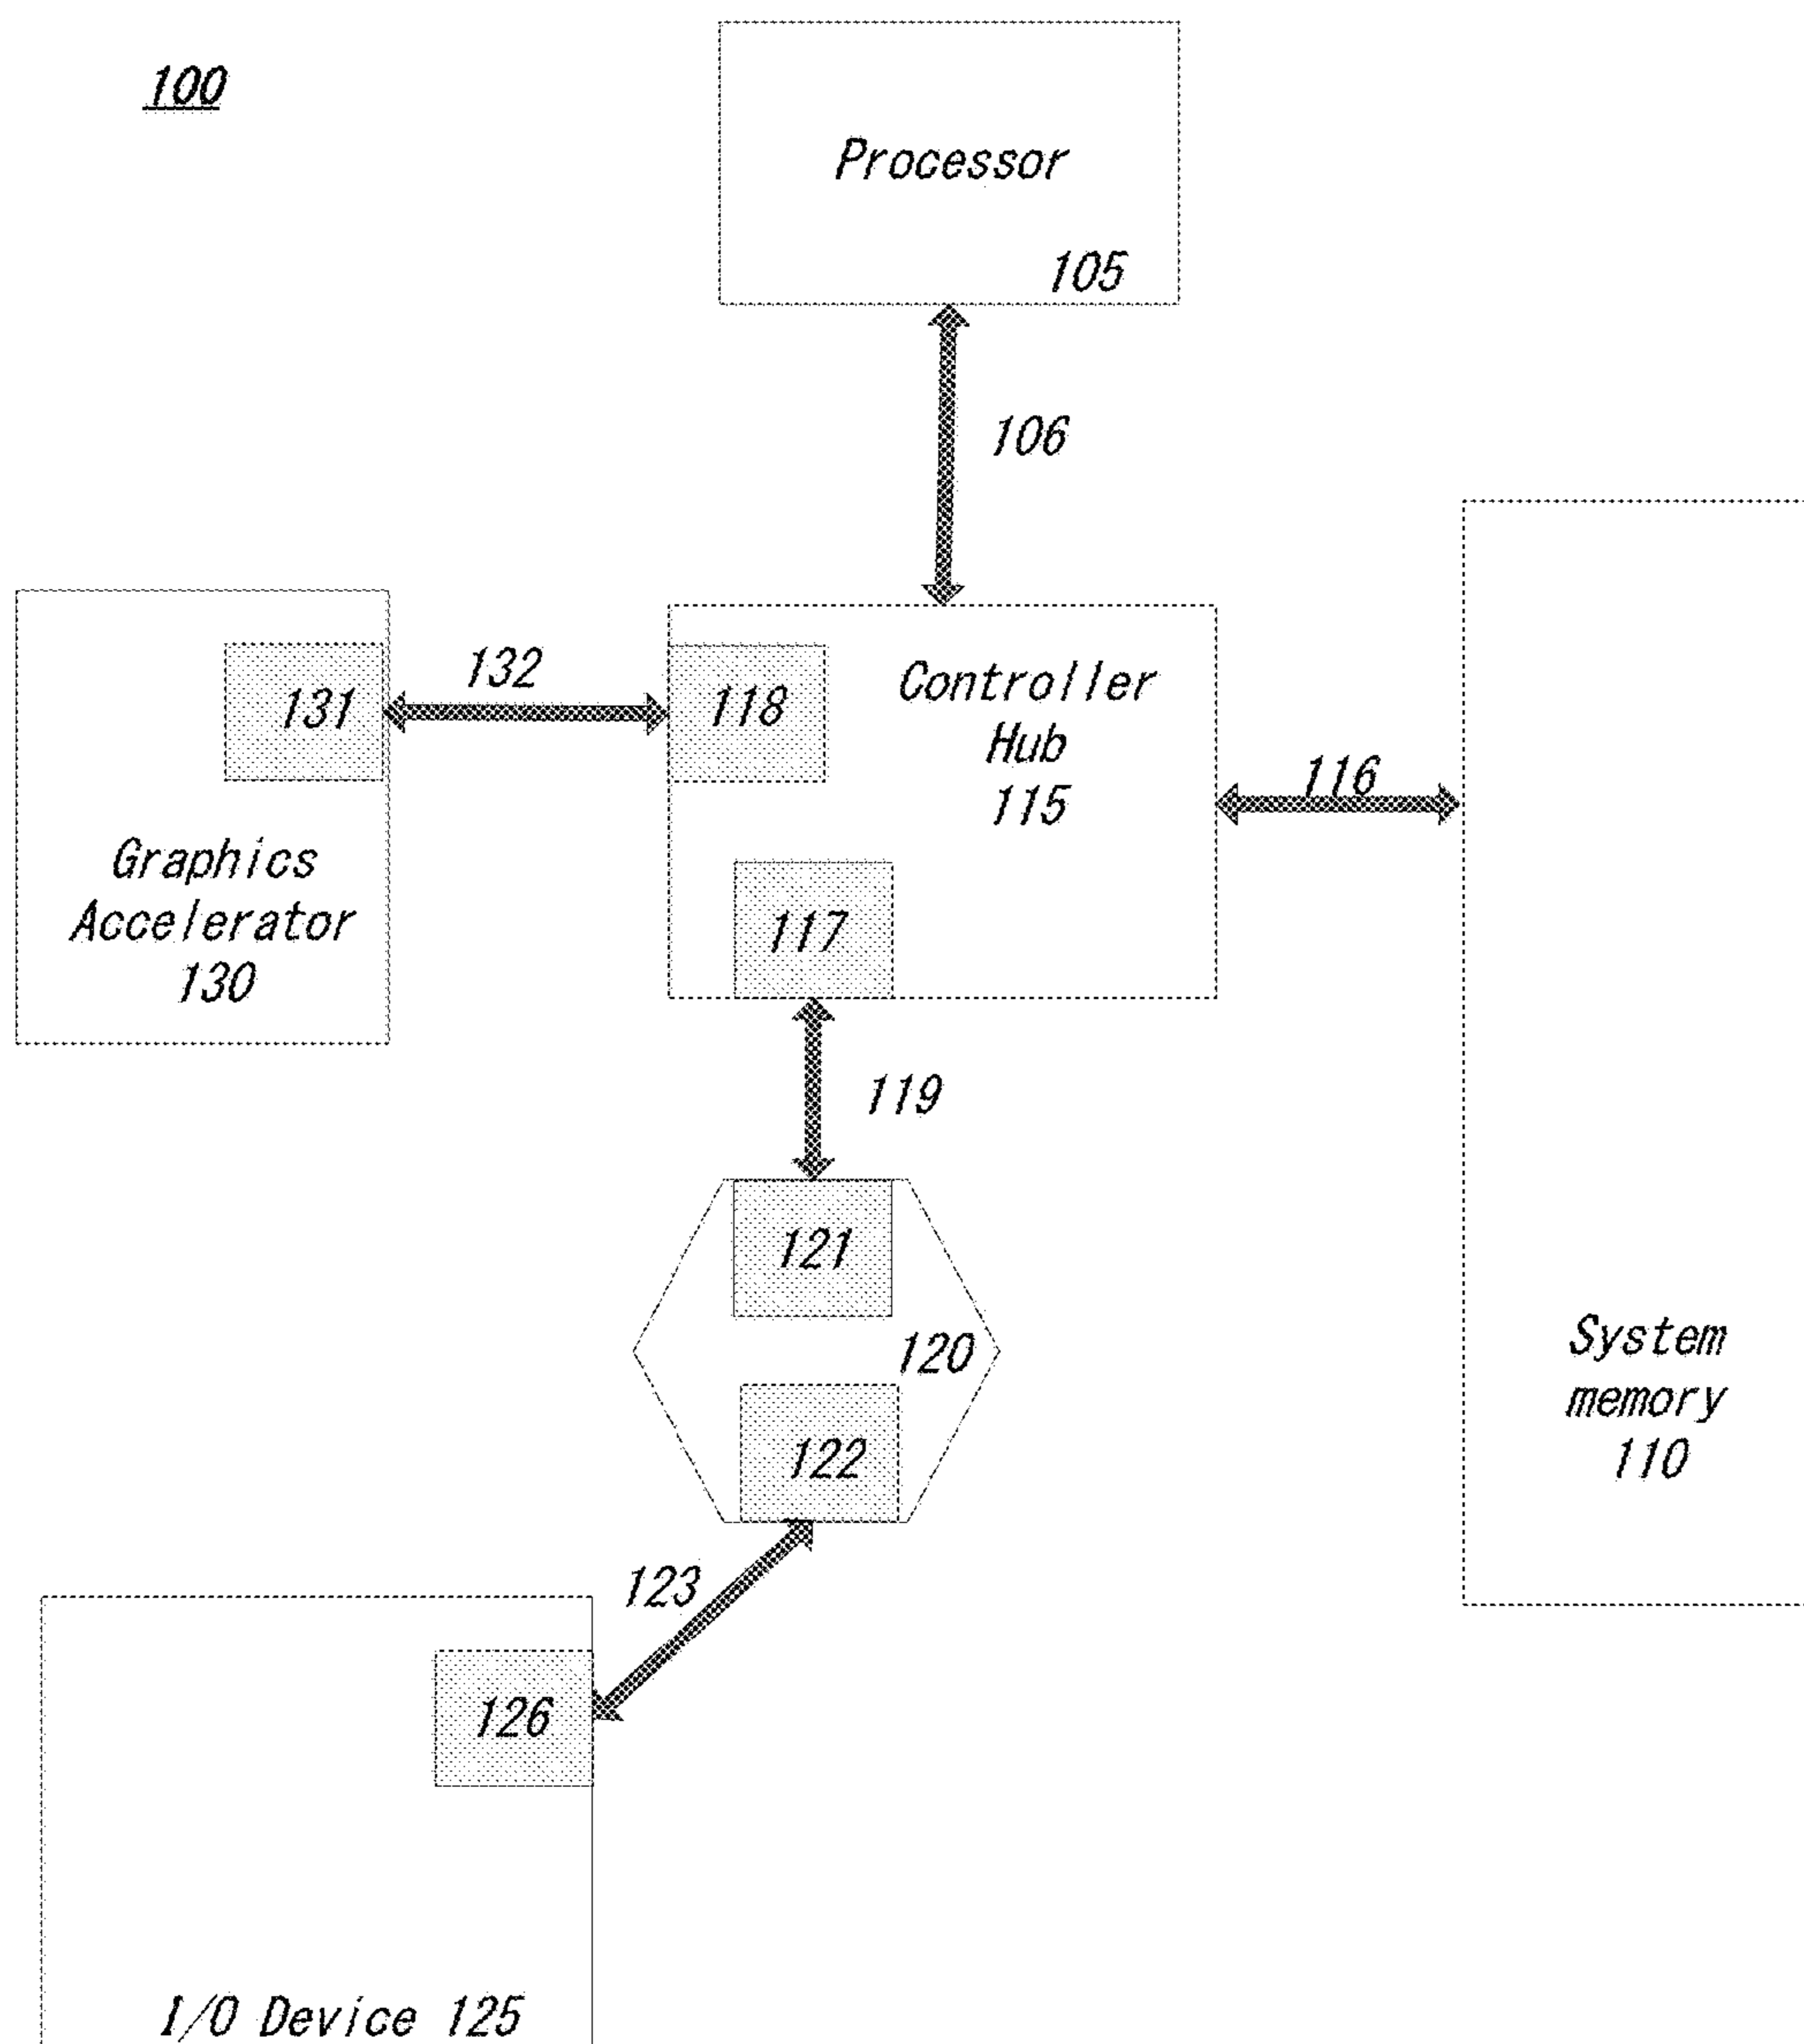 100
Processor
105
106
132
131
118
Controller
Hub
115
116
Graphics
Accelerator
130
117
119
121
120
122
System
memory
110
123
126
I/O Device 125